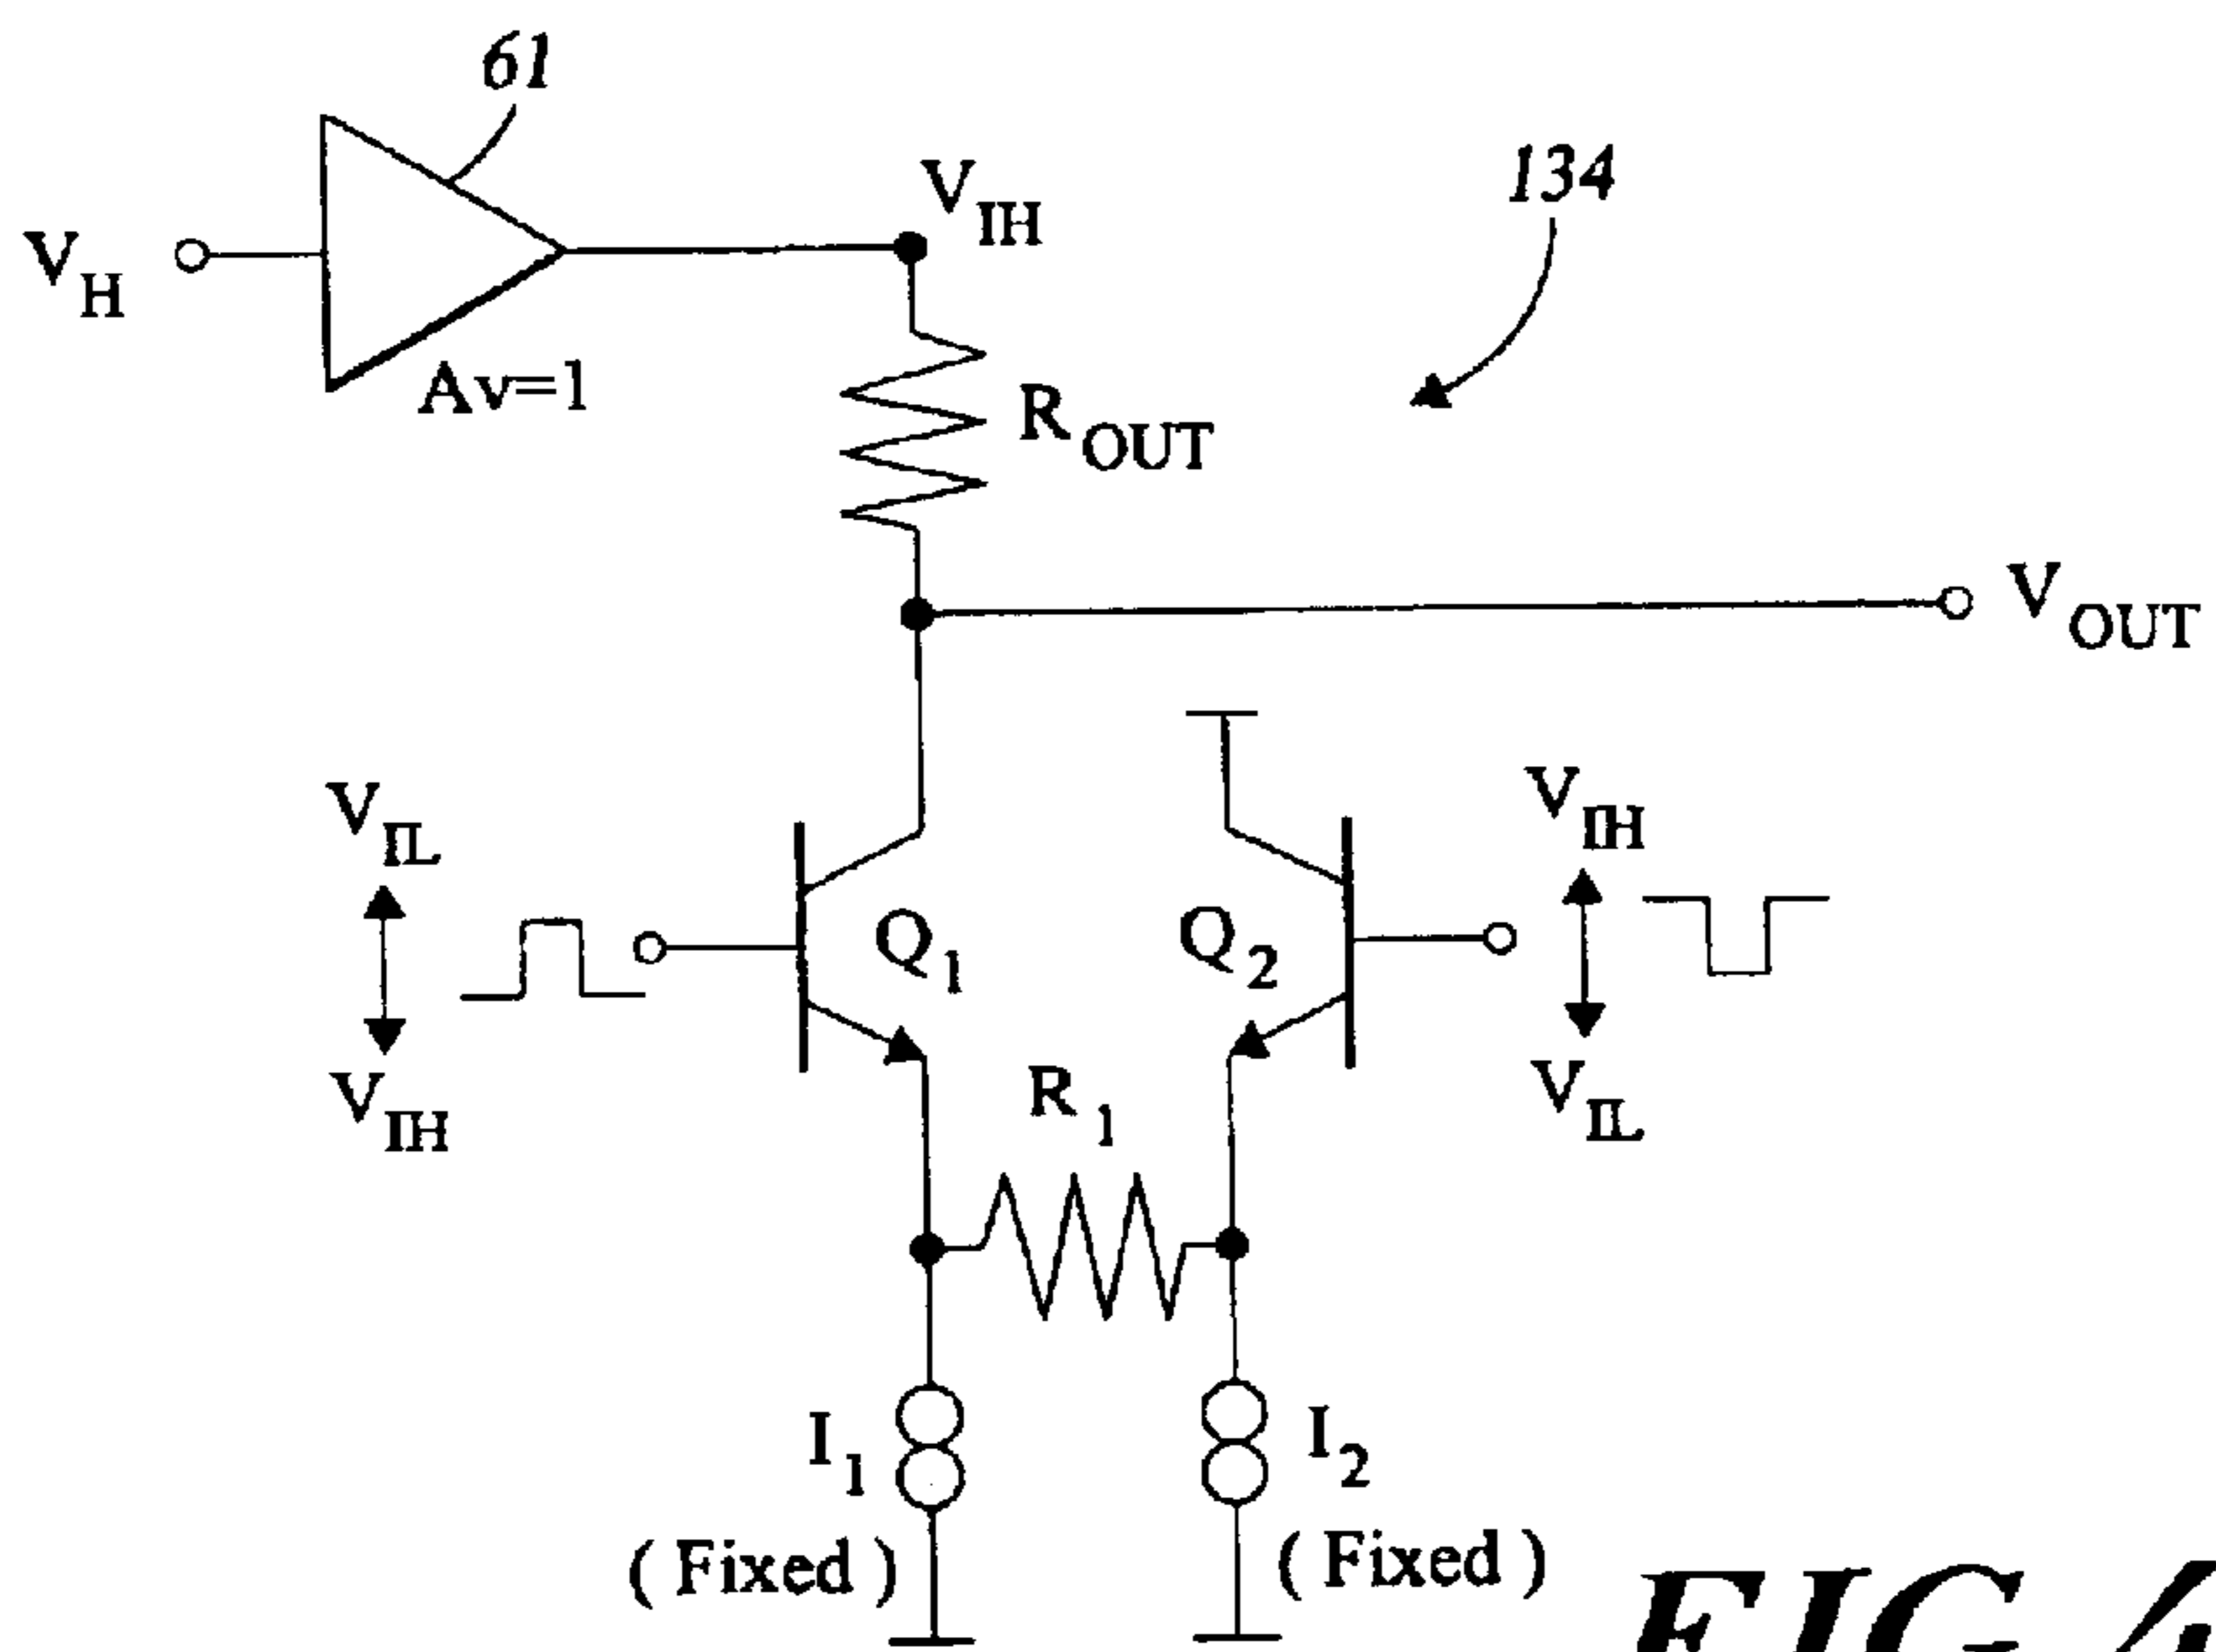 61
134
V_H
V_IH
Av=1
R_OUT
V_OUT
V_IL
V_IH
Q_1
Q_2
V_IH
V_IL
R_1
I_1
I_2
(Fixed)
(Fixed)
FIG